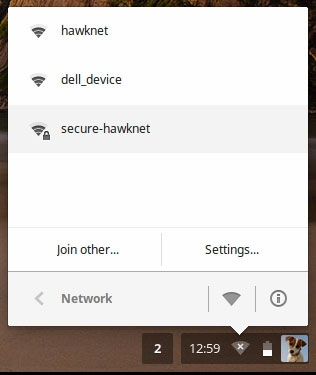 hawknet
dell_device
secure-hawknet
Join other...
Settings...
Network
2
12:59